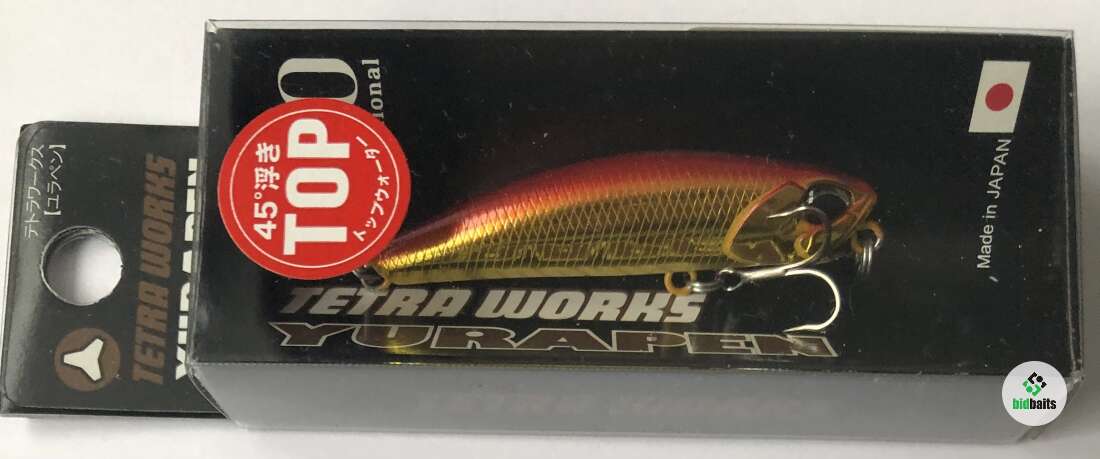 テトラワークス
【ユラペン】
TETRA WORKS
YURAPEN
45°浮き
TOP
トップウォーター
TETRA WORKS
YURAPEN
Made in JAPAN
bidbaits